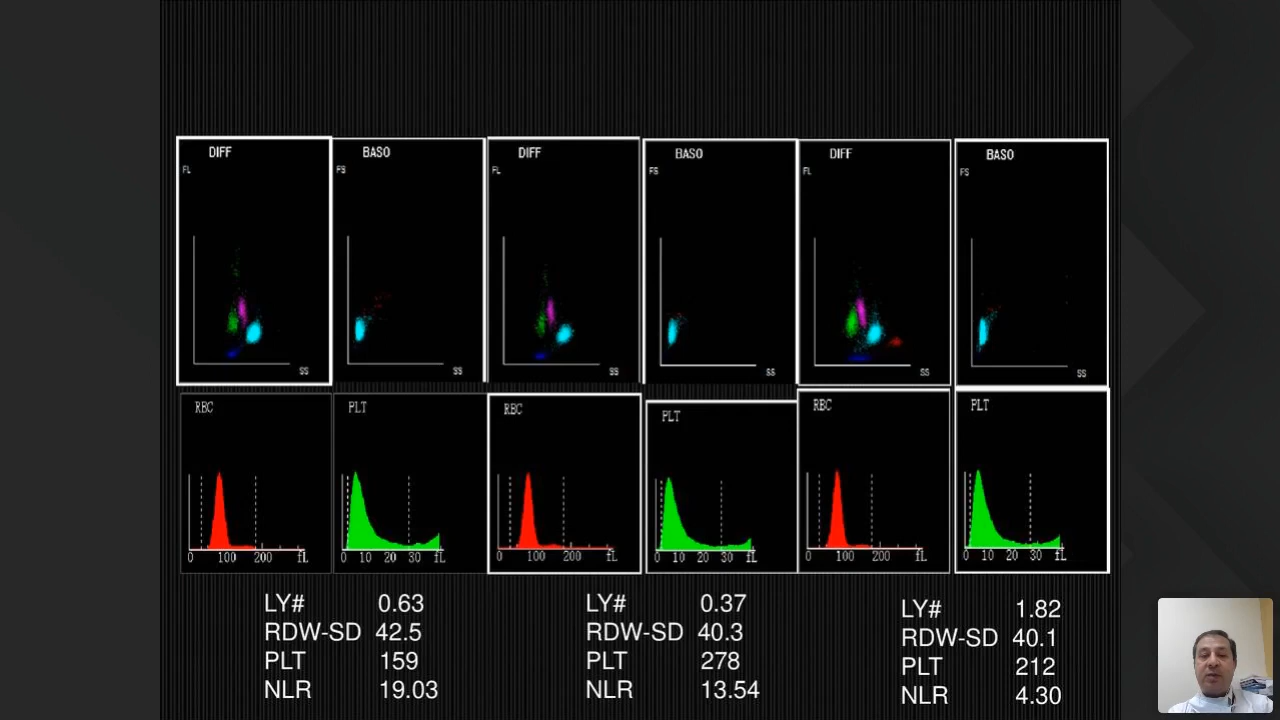 DIFF
FL
SS
BASO
FS
SS
DIFF
FL
SS
BASO
FS
SS
DIFF
FL
SS
BASO
FS
SS
RBC
0 100 200 fL
PLT
0 10 20 30 fL
RBC
0 100 200 fL
PLT
0 10 20 30 fL
RBC
0 100 200 fL
PLT
0 10 20 30 fL
LY# 0.63
RDW-SD 42.5
PLT 159
NLR 19.03
LY# 0.37
RDW-SD 40.3
PLT 278
NLR 13.54
LY# 1.82
RDW-SD 40.1
PLT 212
NLR 4.30